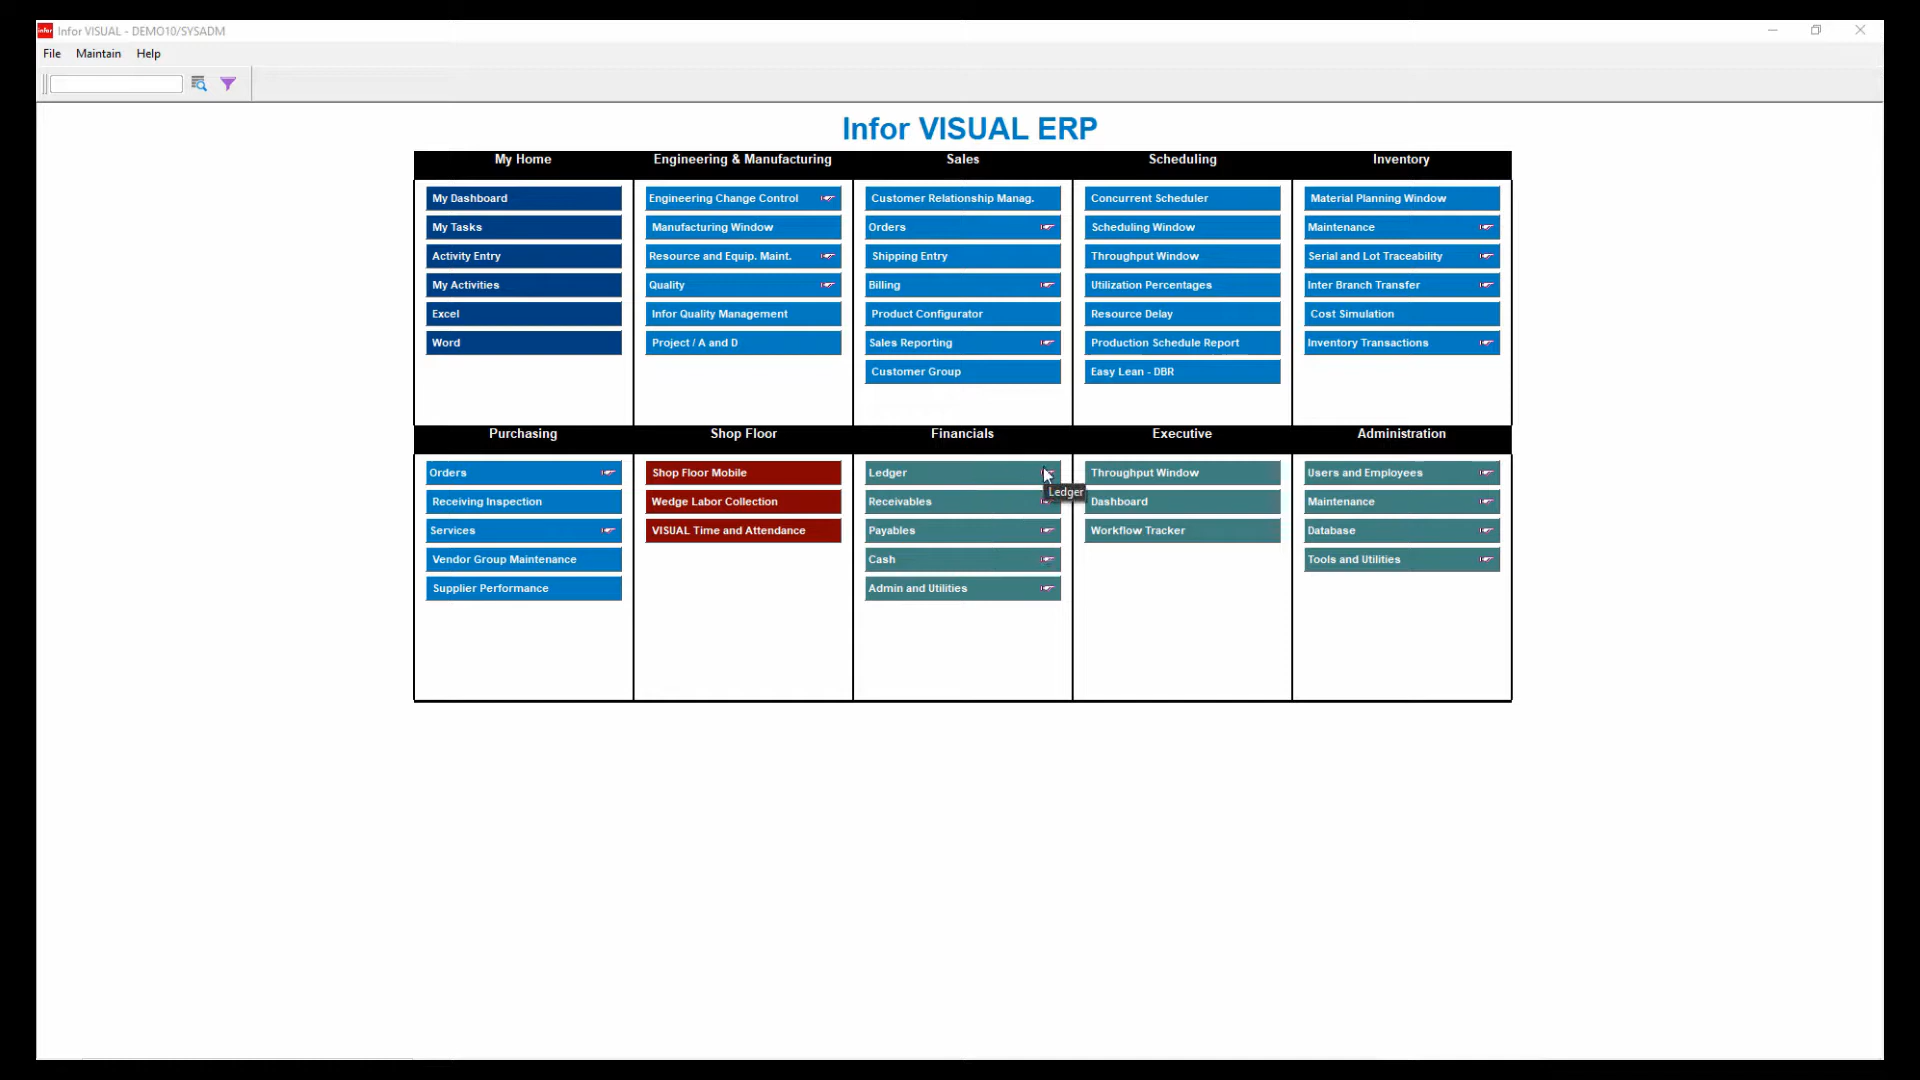 infor Infor VISUAL - DEMO10/SYSADM
File Maintain Help
Infor VISUAL ERP
My Home Engineering & Manufacturing Sales Scheduling Inventory
My Dashboard Engineering Change Control Customer Relationship Manag. Concurrent Scheduler Material Planning Window
My Tasks Manufacturing Window Orders Scheduling Window Maintenance
Activity Entry Resource and Equip. Maint. Shipping Entry Throughput Window Serial and Lot Traceability
My Activities Quality Billing Utilization Percentages Inter Branch Transfer
Excel Infor Quality Management Product Configurator Resource Delay Cost Simulation
Word Project / A and D Sales Reporting Production Schedule Report Inventory Transactions
Customer Group Easy Lean - DBR
Purchasing Shop Floor Financials Executive Administration
Orders Shop Floor Mobile Ledger Throughput Window Users and Employees
Ledger
Receiving Inspection Wedge Labor Collection Receivables Dashboard Maintenance
Services VISUAL Time and Attendance Payables Workflow Tracker Database
Vendor Group Maintenance Cash Tools and Utilities
Supplier Performance Admin and Utilities